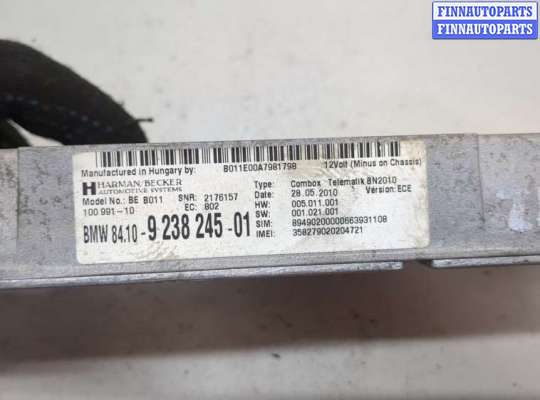 FINNAUTOPARTS
FINNAUTOPARTS
Manufactured in Hungary by: B011E00A7981798 12Volt (Minus on Chassis)
HARMAN/BECKER
AUTOMOTIVE SYSTEMS
Type: Combox Telematik BN2010
Model No.: BE B011 SNR: 2176157 Date: 28.05.2010 Version: ECE
100 991-10 EC: 802 HW: 005.011.001
SW: 001.021.001
BMW 84.10 - 9 238 245 - 01 SIM: 89490200000663931108
IMEI: 358279020204721